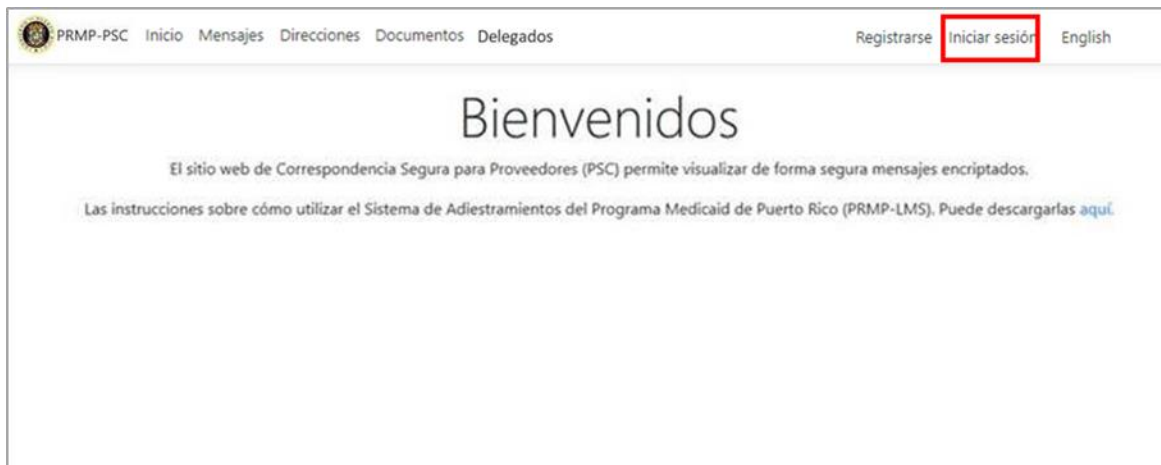 PRMP-PSC Inicio Mensajes Direcciones Documentos Delegados Registrarse Iniciar sesión English
Bienvenidos
El sitio web de Correspondencia Segura para Proveedores (PSC) permite visualizar de forma segura mensajes encriptados.
Las instrucciones sobre cómo utilizar el Sistema de Adiestramientos del Programa Medicaid de Puerto Rico (PRMP-LMS). Puede descargarlas aquí.